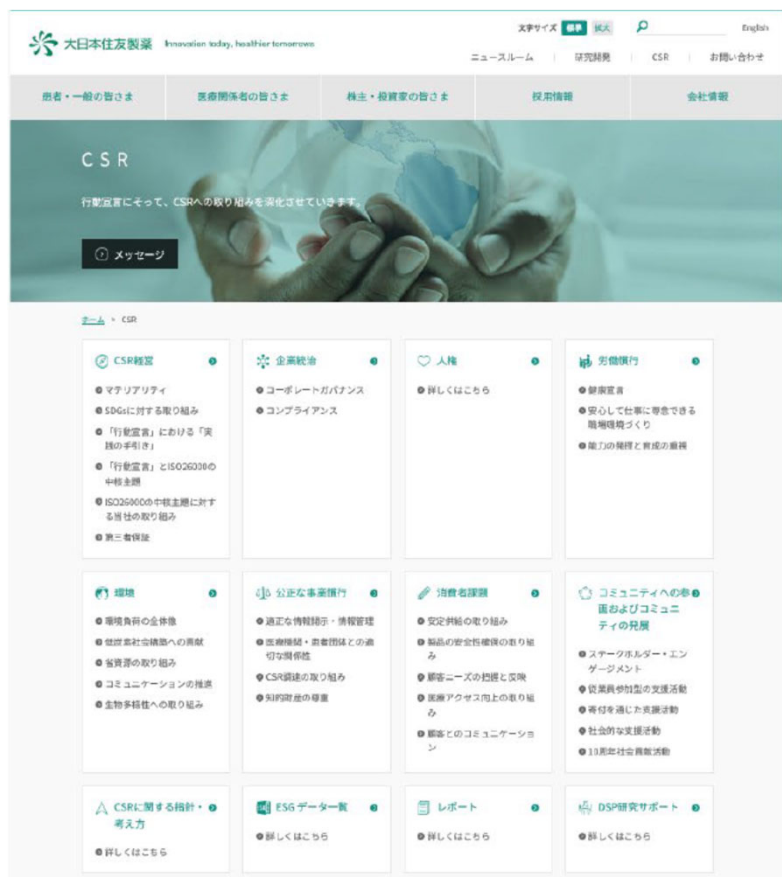 文字サイズ 標準 拡大 English
大日本住友製薬 Innovation today, healthier tomorrows
ニュースルーム 研究開発 CSR お問い合わせ
患者・一般の皆さま 医療関係者の皆さま 株主・投資家の皆さま 採用情報 会社情報
CSR
行動宣言にそって、CSRへの取り組みを深化させていきます。
メッセージ
ホーム > CSR
CSR経営
マテリアリティ
SDGsに対する取り組み
「行動宣言」における「実
践の手引き」
「行動宣言」とISO26000の
中核主題
ISO26000の中核主題に対す
る当社の取り組み
第三者保証
企業統治
コーポレートガバナンス
コンプライアンス
人権
詳しくはこちら
労働慣行
健康宣言
安心して仕事に専念できる
職場環境づくり
能力の発揮と育成の重視
環境
環境負荷の全体像
低炭素社会構築への貢献
省資源の取り組み
コミュニケーションの推進
生物多様性への取り組み
公正な事業慣行
適正な情報開示・情報管理
医療機関・患者団体との適
切な関係性
CSR調達の取り組み
知的財産の尊重
消費者課題
安定供給の取り組み
製品の安全性確保の取り組
み
顧客ニーズの把握と反映
医療アクセス向上の取り組
み
顧客とのコミュニケーショ
ン
コミュニティへの参
画およびコミュニ
ティの発展
ステークホルダー・エン
ゲージメント
従業員参加型の支援活動
寄付を通じた支援活動
社会的な支援活動
10周年社会貢献活動
CSRに関する指針・
考え方
詳しくはこちら
ESGデータ一覧
詳しくはこちら
レポート
詳しくはこちら
DSP研究サポート
詳しくはこちら